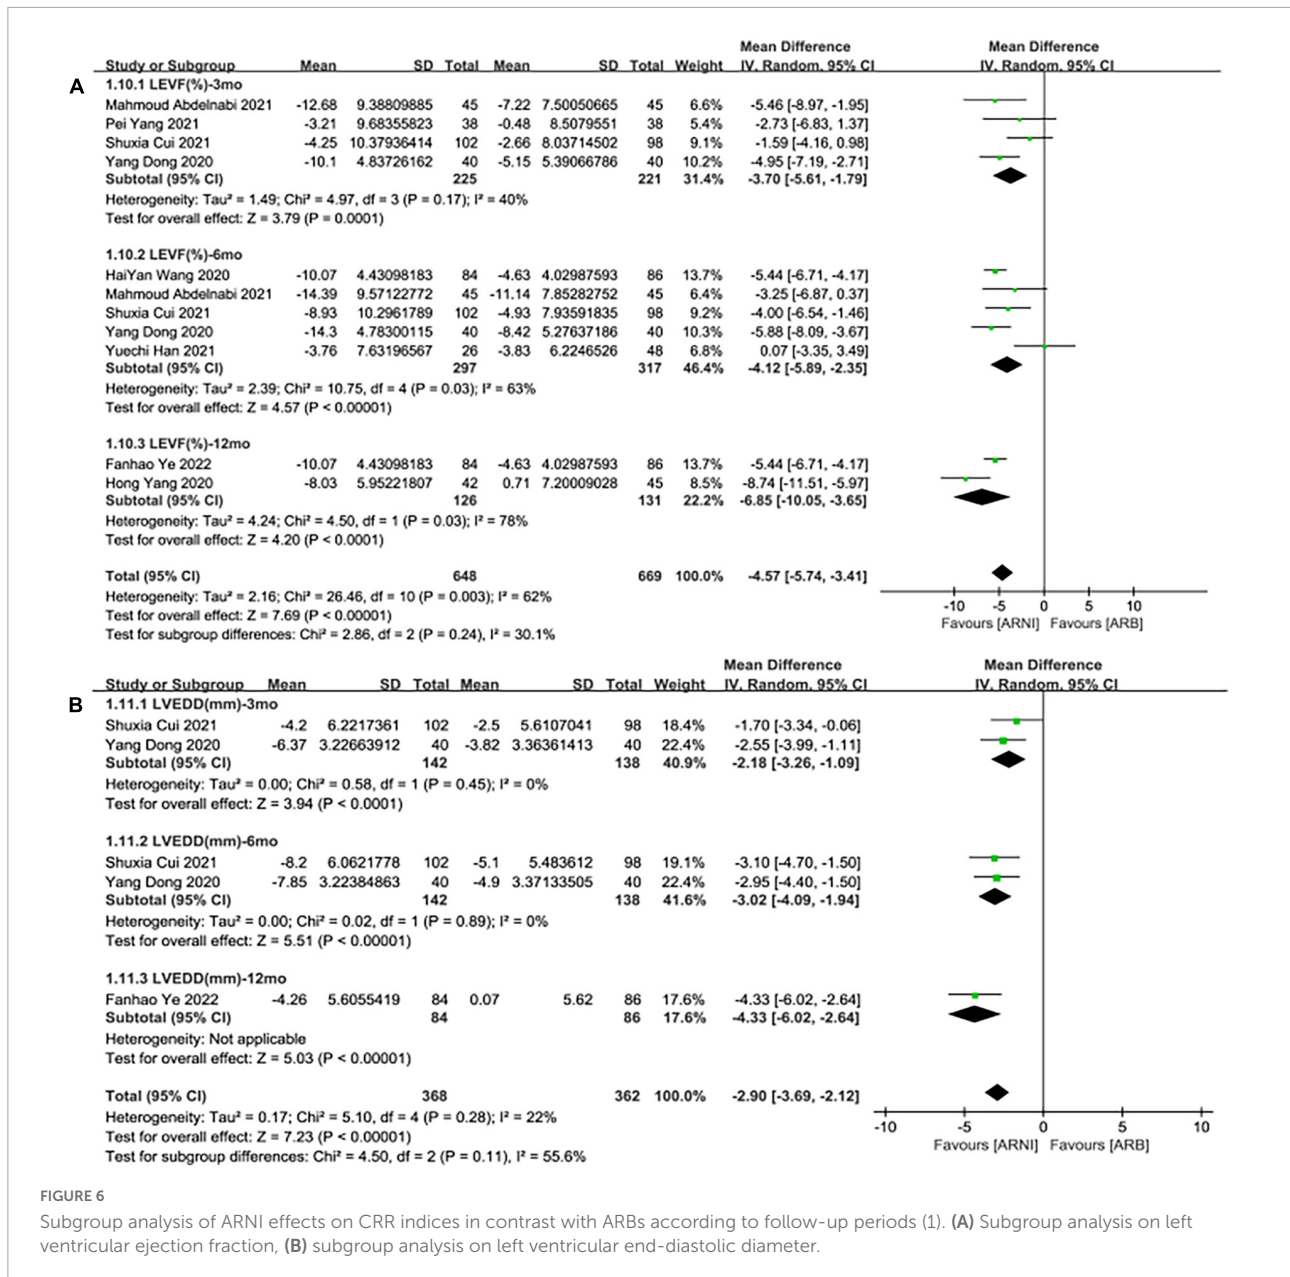 Mean Difference Mean Difference
Study or Subgroup Mean SD Total Mean SD Total Weight IV, Random, 95% CI IV, Random, 95% CI
A
1.10.1 LEVF(%)-3mo
Mahmoud Abdelnabi 2021 -12.68 9.38809885 45 -7.22 7.50050665 45 6.6% -5.46 [-8.97, -1.95]
Pei Yang 2021 -3.21 9.68355823 38 -0.48 8.5079551 38 5.4% -2.73 [-6.83, 1.37]
Shuxia Cui 2021 -4.25 10.37936414 102 -2.66 8.03714502 98 9.1% -1.59 [-4.16, 0.98]
Yang Dong 2020 -10.1 4.83726162 40 -5.15 5.39066786 40 10.2% -4.95 [-7.19, -2.71]
Subtotal (95% CI) 225 221 31.4% -3.70 [-5.61, -1.79]
Heterogeneity: Tau² = 1.49; Chi² = 4.97, df = 3 (P = 0.17); I² = 40%
Test for overall effect: Z = 3.79 (P = 0.0001)
1.10.2 LEVF(%)-6mo
HaiYan Wang 2020 -10.07 4.43098183 84 -4.63 4.02987593 86 13.7% -5.44 [-6.71, -4.17]
Mahmoud Abdelnabi 2021 -14.39 9.57122772 45 -11.14 7.85282752 45 6.4% -3.25 [-6.87, 0.37]
Shuxia Cui 2021 -8.93 10.2961789 102 -4.93 7.93591835 98 9.2% -4.00 [-6.54, -1.46]
Yang Dong 2020 -14.3 4.78300115 40 -8.42 5.27637186 40 10.3% -5.88 [-8.09, -3.67]
Yuechi Han 2021 -3.76 7.63196567 26 -3.83 6.2246526 48 6.8% 0.07 [-3.35, 3.49]
Subtotal (95% CI) 297 317 46.4% -4.12 [-5.89, -2.35]
Heterogeneity: Tau² = 2.39; Chi² = 10.75, df = 4 (P = 0.03); I² = 63%
Test for overall effect: Z = 4.57 (P < 0.00001)
1.10.3 LEVF(%)-12mo
Fanhao Ye 2022 -10.07 4.43098183 84 -4.63 4.02987593 86 13.7% -5.44 [-6.71, -4.17]
Hong Yang 2020 -8.03 5.95221807 42 0.71 7.20009028 45 8.5% -8.74 [-11.51, -5.97]
Subtotal (95% CI) 126 131 22.2% -6.85 [-10.05, -3.65]
Heterogeneity: Tau² = 4.24; Chi² = 4.50, df = 1 (P = 0.03); I² = 78%
Test for overall effect: Z = 4.20 (P < 0.0001)
Total (95% CI) 648 669 100.0% -4.57 [-5.74, -3.41]
Heterogeneity: Tau² = 2.16; Chi² = 26.46, df = 10 (P = 0.003); I² = 62%
Test for overall effect: Z = 7.69 (P < 0.00001)
Test for subgroup differences: Chi² = 2.86, df = 2 (P = 0.24), I² = 30.1%
-10 -5 0 5 10
Favours [ARNI] Favours [ARB]
Mean Difference Mean Difference
Study or Subgroup Mean SD Total Mean SD Total Weight IV, Random, 95% CI IV, Random, 95% CI
B
1.11.1 LVEDD(mm)-3mo
Shuxia Cui 2021 -4.2 6.2217361 102 -2.5 5.6107041 98 18.4% -1.70 [-3.34, -0.06]
Yang Dong 2020 -6.37 3.22663912 40 -3.82 3.36361413 40 22.4% -2.55 [-3.99, -1.11]
Subtotal (95% CI) 142 138 40.9% -2.18 [-3.26, -1.09]
Heterogeneity: Tau² = 0.00; Chi² = 0.58, df = 1 (P = 0.45); I² = 0%
Test for overall effect: Z = 3.94 (P < 0.0001)
1.11.2 LVEDD(mm)-6mo
Shuxia Cui 2021 -8.2 6.0621778 102 -5.1 5.483612 98 19.1% -3.10 [-4.70, -1.50]
Yang Dong 2020 -7.85 3.22384863 40 -4.9 3.37133505 40 22.4% -2.95 [-4.40, -1.50]
Subtotal (95% CI) 142 138 41.6% -3.02 [-4.09, -1.94]
Heterogeneity: Tau² = 0.00; Chi² = 0.02, df = 1 (P = 0.89); I² = 0%
Test for overall effect: Z = 5.51 (P < 0.00001)
1.11.3 LVEDD(mm)-12mo
Fanhao Ye 2022 -4.26 5.6055419 84 0.07 5.62 86 17.6% -4.33 [-6.02, -2.64]
Subtotal (95% CI) 84 86 17.6% -4.33 [-6.02, -2.64]
Heterogeneity: Not applicable
Test for overall effect: Z = 5.03 (P < 0.00001)
Total (95% CI) 368 362 100.0% -2.90 [-3.69, -2.12]
Heterogeneity: Tau² = 0.17; Chi² = 5.10, df = 4 (P = 0.28); I² = 22%
Test for overall effect: Z = 7.23 (P < 0.00001)
Test for subgroup differences: Chi² = 4.50, df = 2 (P = 0.11), I² = 55.6%
-10 -5 0 5 10
Favours [ARNI] Favours [ARB]
FIGURE 6
Subgroup analysis of ARNI effects on CRR indices in contrast with ARBs according to follow-up periods (1). (A) Subgroup analysis on left
ventricular ejection fraction, (B) subgroup analysis on left ventricular end-diastolic diameter.